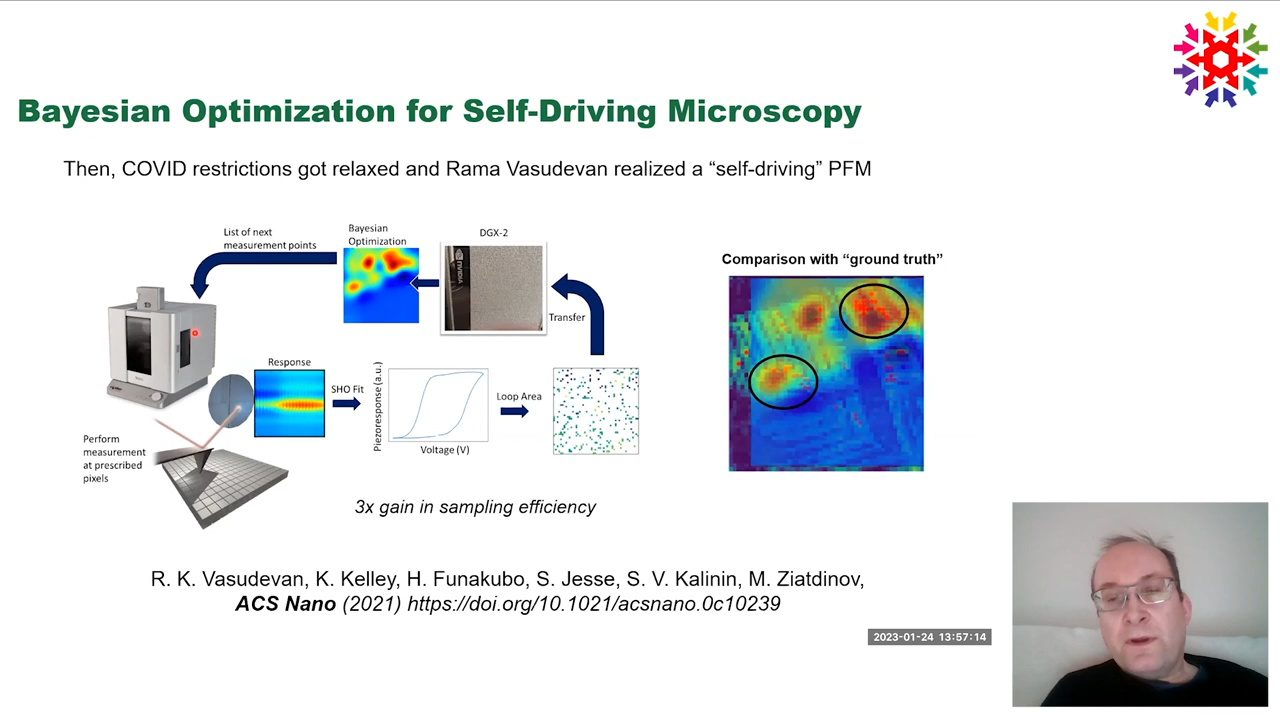 Bayesian Optimization for Self-Driving Microscopy
Then, COVID restrictions got relaxed and Rama Vasudevan realized a “self-driving” PFM
List of next
measurement points
Bayesian
Optimization
DGX-2
Transfer
Comparison with “ground truth”
Response
SHO Fit
Piezoresponse (a.u.)
Voltage (V)
Loop Area
Perform
measurement
at prescribed
pixels
3x gain in sampling efficiency
R. K. Vasudevan, K. Kelley, H. Funakubo, S. Jesse, S. V. Kalinin, M. Ziatdinov,
ACS Nano (2021) https://doi.org/10.1021/acsnano.0c10239
2023-01-24 13:57:14